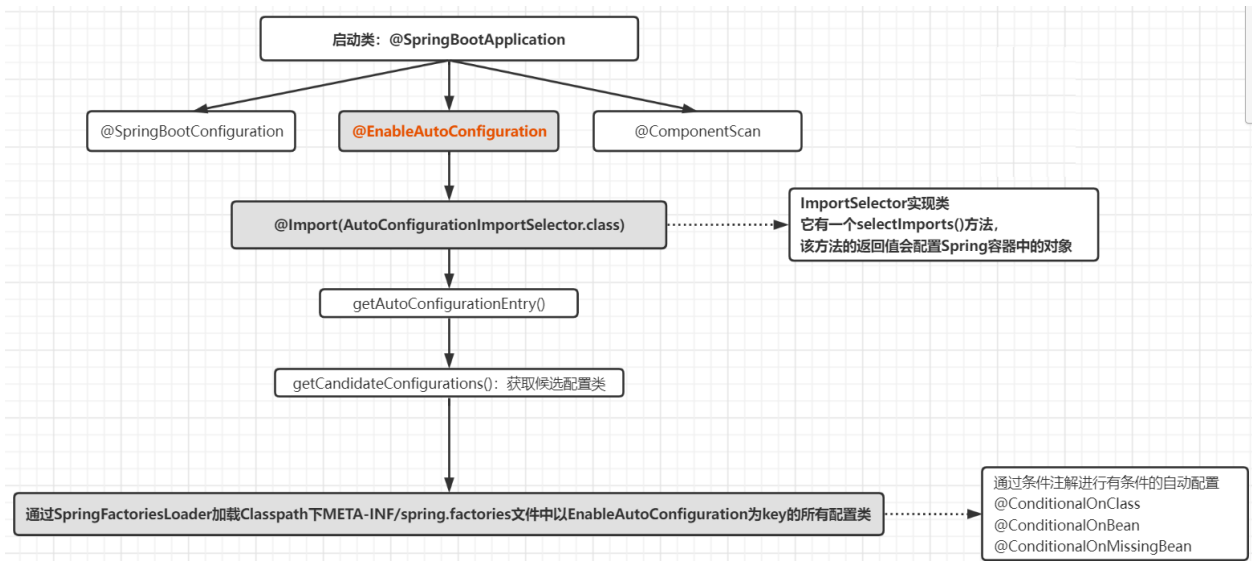 启动类：@SpringBootApplication
@SpringBootConfiguration
@EnableAutoConfiguration
@ComponentScan
@Import(AutoConfigurationImportSelector.class)
ImportSelector实现类
它有一个selectImports()方法，
该方法的返回值会配置Spring容器中的对象
getAutoConfigurationEntry()
getCandidateConfigurations()：获取候选配置类
通过SpringFactoriesLoader加载Classpath下META-INF/spring.factories文件中以EnableAutoConfiguration为key的所有配置类
通过条件注解进行有条件的自动配置
@ConditionalOnClass
@ConditionalOnBean
@ConditionalOnMissingBean